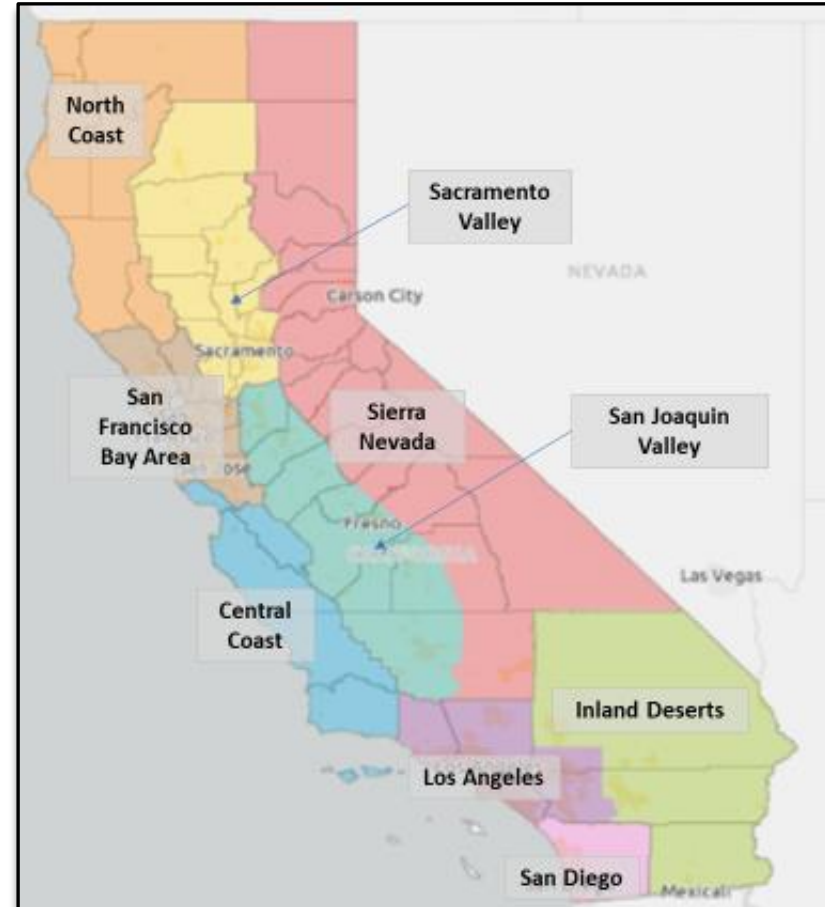 North
Coast
Sacramento
Valley
NEVADA
Carson City
Sacramento
San
Francisco
Bay Area
Sierra
Nevada
San Joaquin
Valley
Fresno
CALIFORNIA
Las Vegas
Central
Coast
Inland Deserts
Los Angeles
San Diego
Mexicali